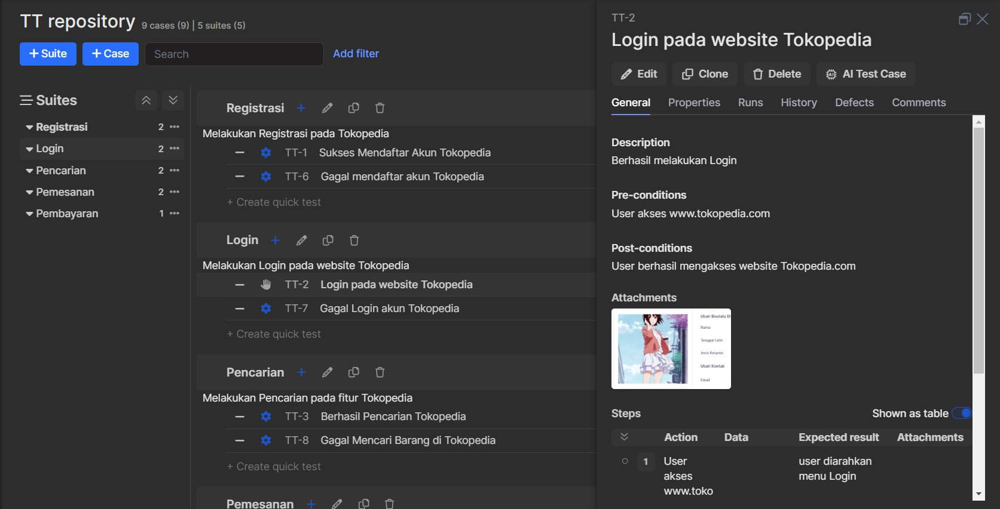 TT repository 9 cases (9) | 5 suites (5)
+ Suite + Case Search Add filter
Suites
Registrasi 2
Login 2
Pencarian 2
Pemesanan 2
Pembayaran 1
Registrasi
Melakukan Registrasi pada Tokopedia
TT-1 Sukses Mendaftar Akun Tokopedia
TT-6 Gagal mendaftar akun Tokopedia
+ Create quick test
Login
Melakukan Login pada website Tokopedia
TT-2 Login pada website Tokopedia
TT-7 Gagal Login akun Tokopedia
+ Create quick test
Pencarian
Melakukan Pencarian pada fitur Tokopedia
TT-3 Berhasil Pencarian Tokopedia
TT-8 Gagal Mencari Barang di Tokopedia
+ Create quick test
Pemesanan
TT-2
Login pada website Tokopedia
Edit Clone Delete AI Test Case
General Properties Runs History Defects Comments
Description
Berhasil melakukan Login
Pre-conditions
User akses www.tokopedia.com
Post-conditions
User berhasil mengakses website Tokopedia.com
Attachments
Ubah Biodata Di
Nama
Tanggal Lahir
Jenis Kelamin
Ubah Kontak
Email
Steps Shown as table
Action Data Expected result Attachments
1 User user diarahkan
akses menu Login
www.toko